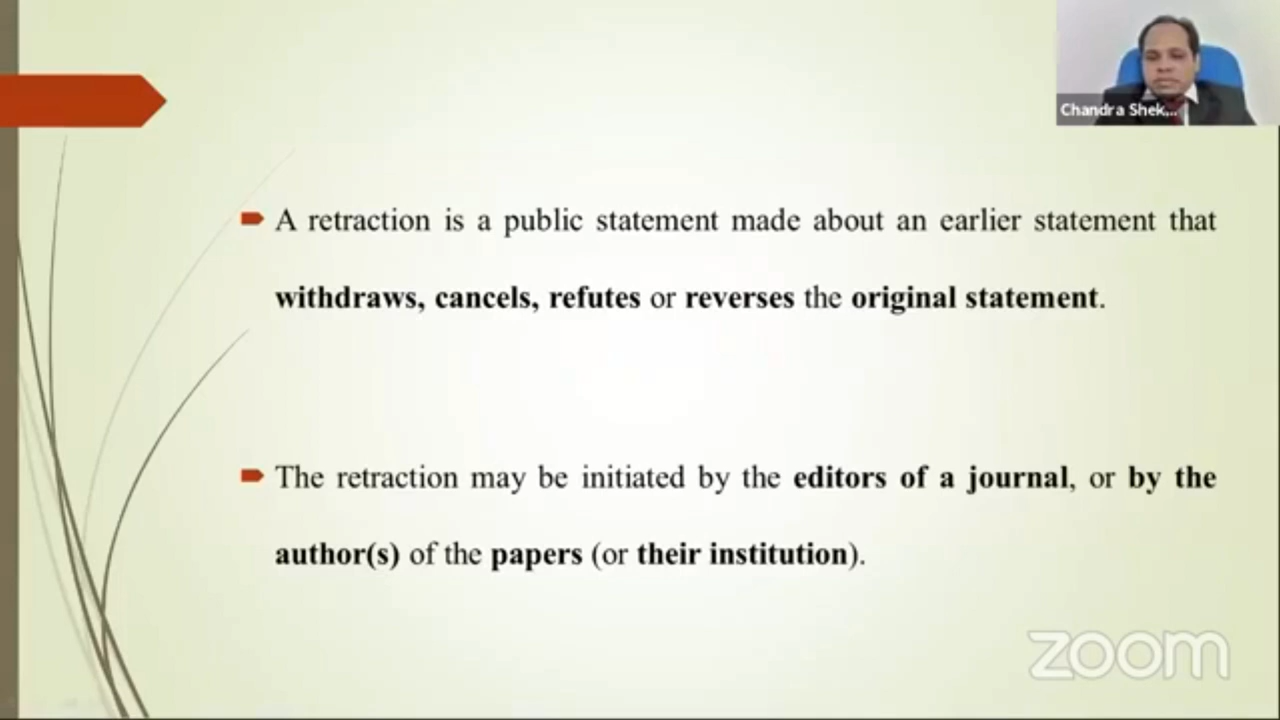 Chandra Shek...
A retraction is a public statement made about an earlier statement that
withdraws, cancels, refutes or reverses the original statement.
The retraction may be initiated by the editors of a journal, or by the
author(s) of the papers (or their institution).
zoom